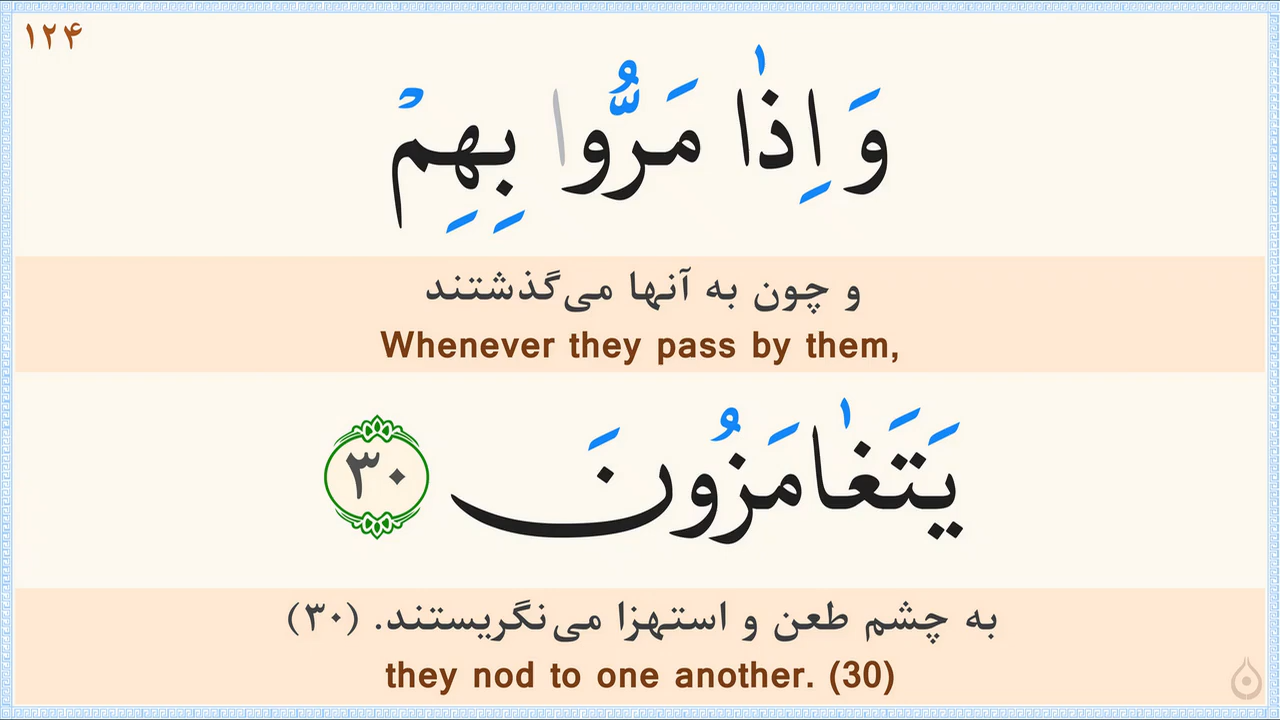 ۱۲۴
وَاِذٰا مَرُّوا بِهِمْ
و چون به آنها می‌گذشتند
Whenever they pass by them,
يَتَغٰامَزُونَ ۳۰
به چشم طعن و استهزا می‌نگریستند. (۳۰)
they nod to one another. (30)